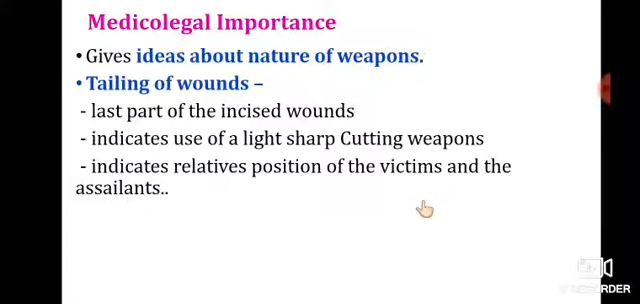 Medicolegal Importance
• Gives ideas about nature of weapons.
• Tailing of wounds –
- last part of the incised wounds
- indicates use of a light sharp Cutting weapons
- indicates relatives position of the victims and the
assailants..